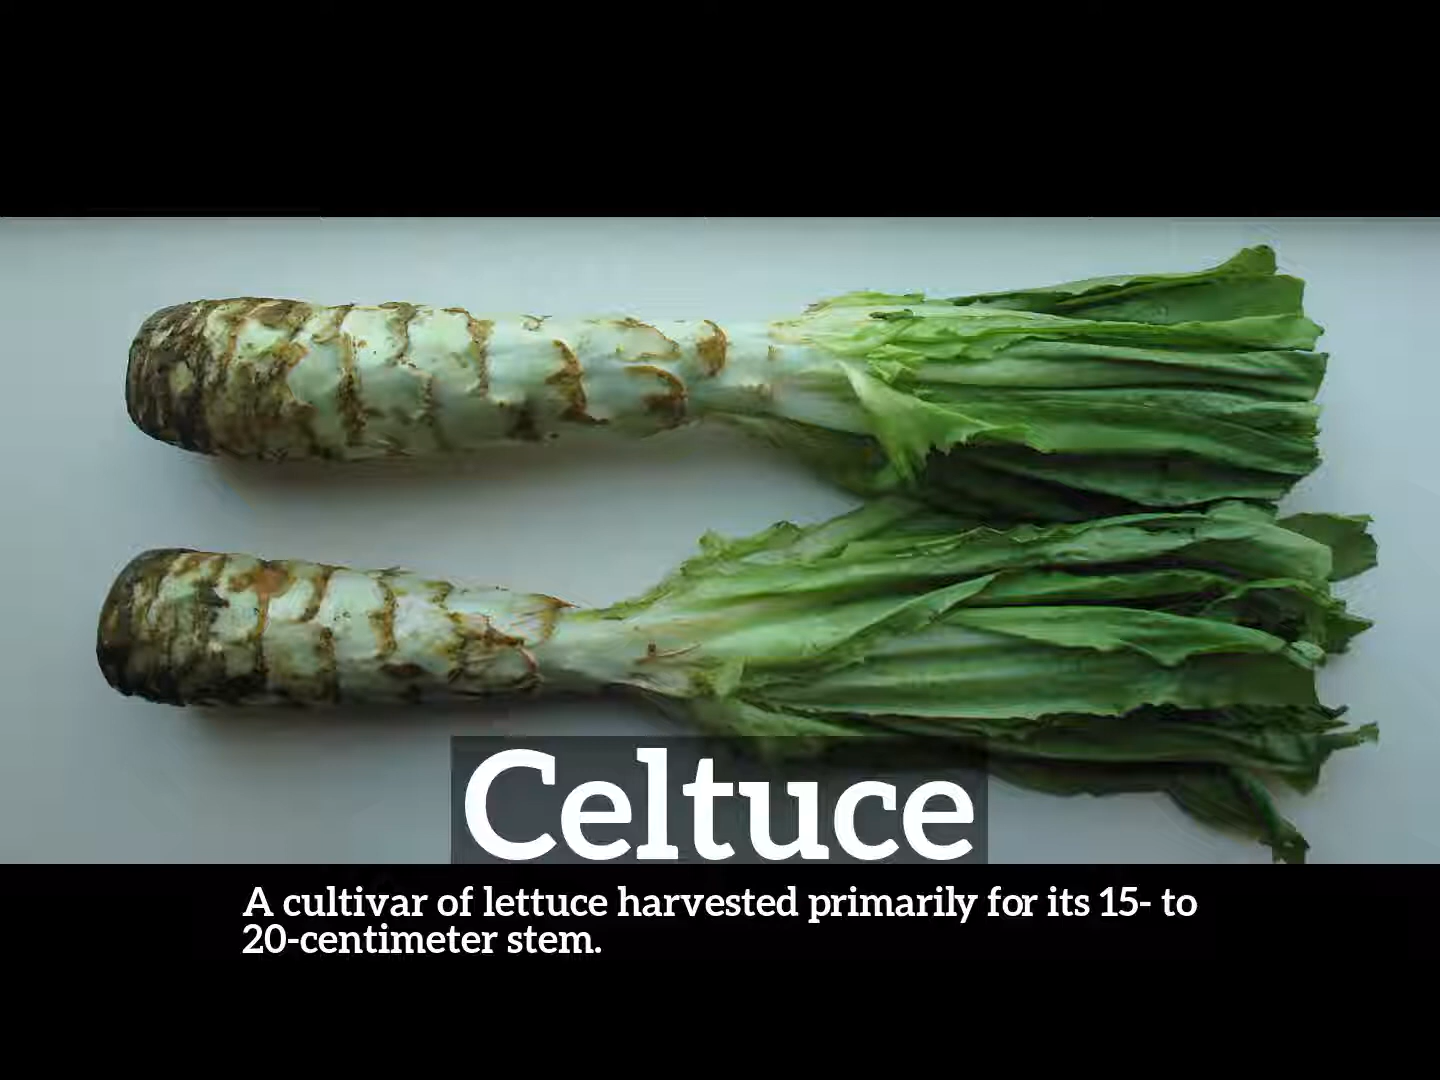 Celtuce
A cultivar of lettuce harvested primarily for its 15- to
20-centimeter stem.